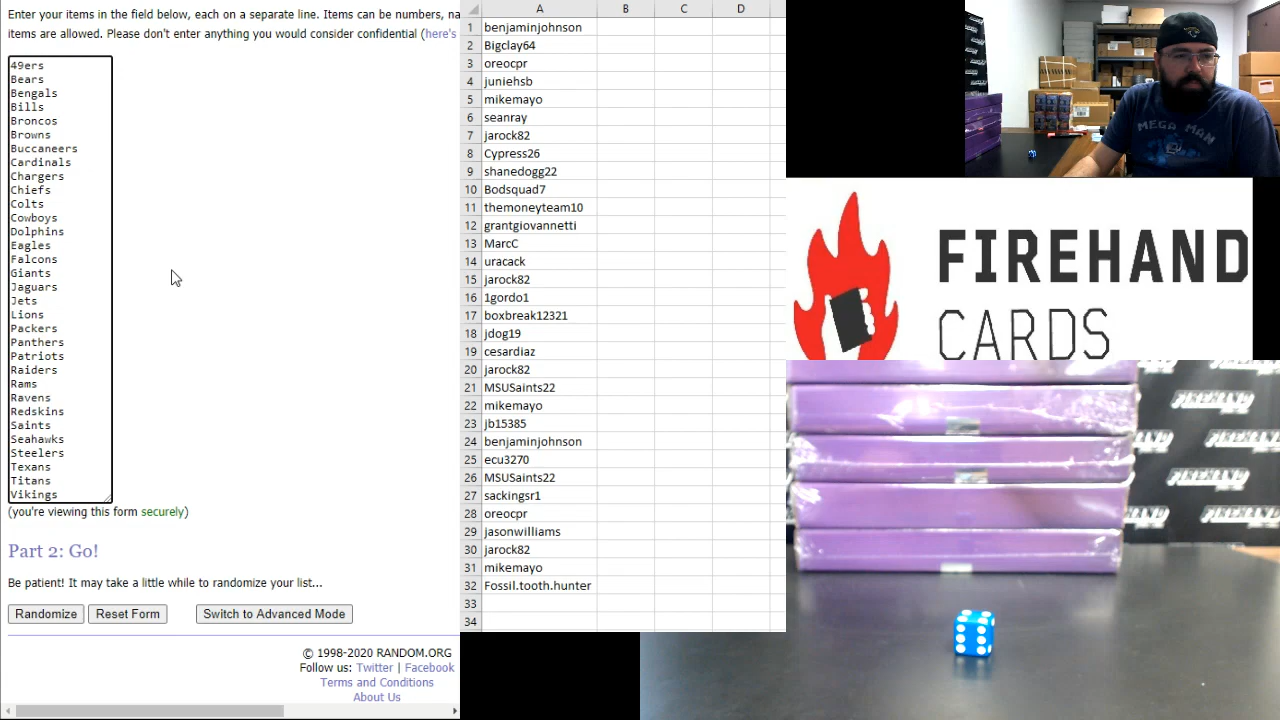 Enter your items in the field below, each on a separate line. Items can be numbers, na
items are allowed. Please don't enter anything you would consider confidential (here's
49ers
Bears
Bengals
Bills
Broncos
Browns
Buccaneers
Cardinals
Chargers
Chiefs
Colts
Cowboys
Dolphins
Eagles
Falcons
Giants
Jaguars
Jets
Lions
Packers
Panthers
Patriots
Raiders
Rams
Ravens
Redskins
Saints
Seahawks
Steelers
Texans
Titans
Vikings
(you're viewing this form securely)
Part 2: Go!
Be patient! It may take a little while to randomize your list...
Randomize Reset Form Switch to Advanced Mode
© 1998-2020 RANDOM.ORG
Follow us: Twitter | Facebook
Terms and Conditions
About Us
A B C D
1 benjaminjohnson
2 Bigclay64
3 oreocpr
4 juniehsb
5 mikemayo
6 seanray
7 jarock82
8 Cypress26
9 shanedogg22
10 Bodsquad7
11 themoneyteam10
12 grantgiovannetti
13 MarcC
14 uracack
15 jarock82
16 1gordo1
17 boxbreak12321
18 jdog19
19 cesardiaz
20 jarock82
21 MSUSaints22
22 mikemayo
23 jb15385
24 benjaminjohnson
25 ecu3270
26 MSUSaints22
27 sackingsr1
28 oreocpr
29 jasonwilliams
30 jarock82
31 mikemayo
32 Fossil.tooth.hunter
33
34
MEGA MAN
FIREHAND
CARDS